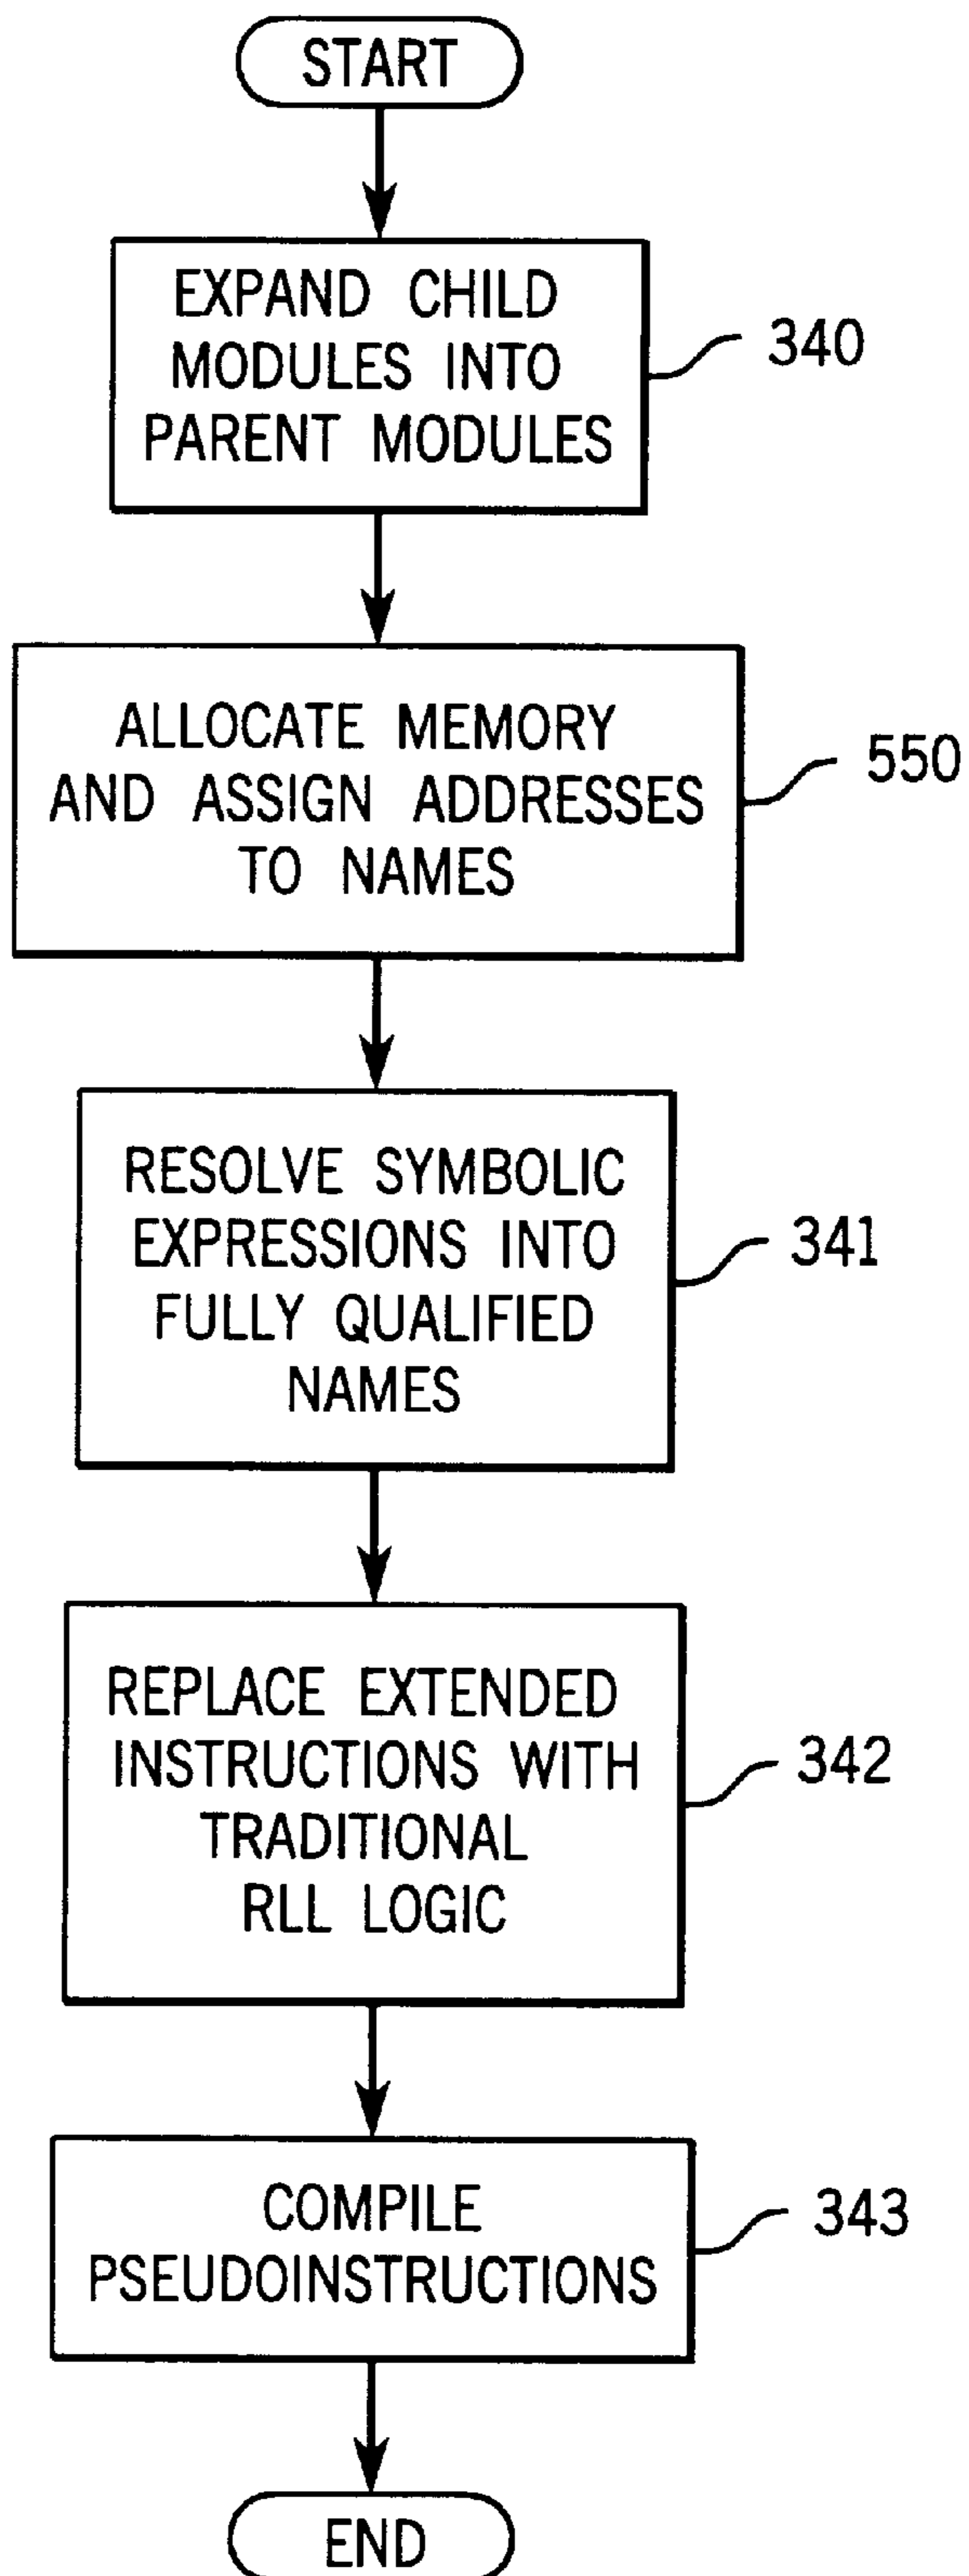 START
EXPAND CHILD
MODULES INTO
PARENT MODULES
340
ALLOCATE MEMORY
AND ASSIGN ADDRESSES
TO NAMES
550
RESOLVE SYMBOLIC
EXPRESSIONS INTO
FULLY QUALIFIED
NAMES
341
REPLACE EXTENDED
INSTRUCTIONS WITH
TRADITIONAL
RLL LOGIC
342
COMPILE
PSEUDOINSTRUCTIONS
343
END